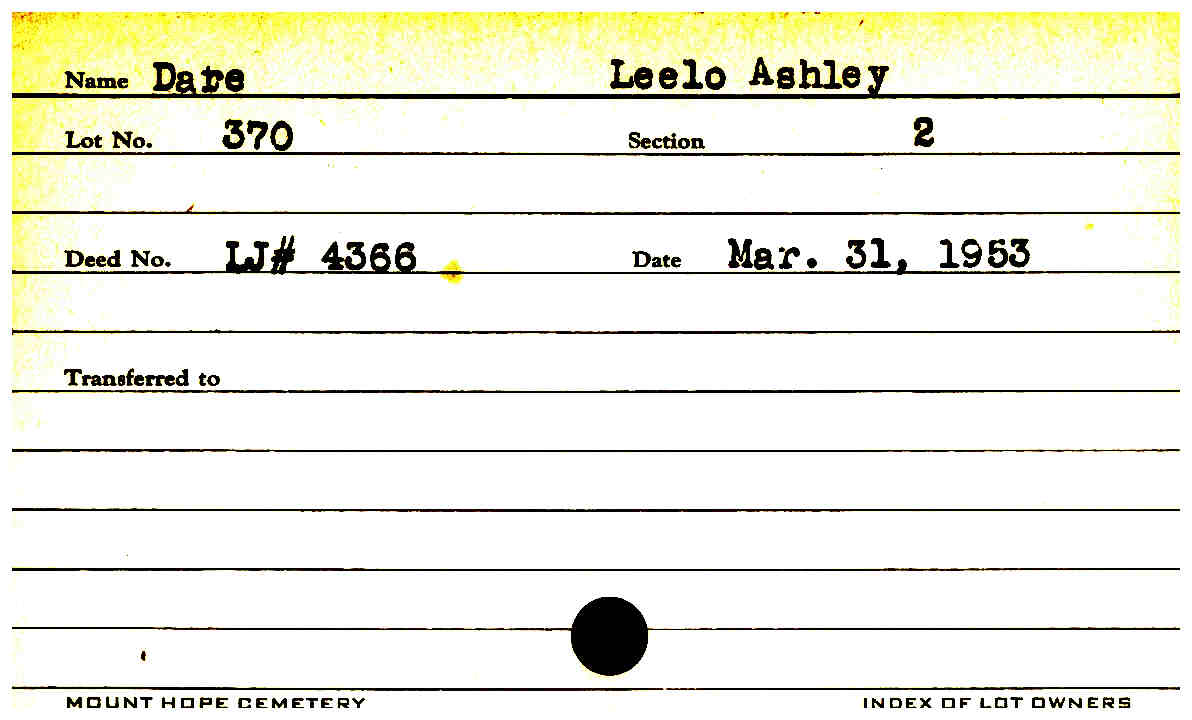 Name Dare Leelo Ashley
Lot No. 370 Section 2
Deed No. LJ# 4366 Date Mar. 31, 1953
Transferred to
MOUNT HOPE CEMETERY INDEX OF LOT OWNERS